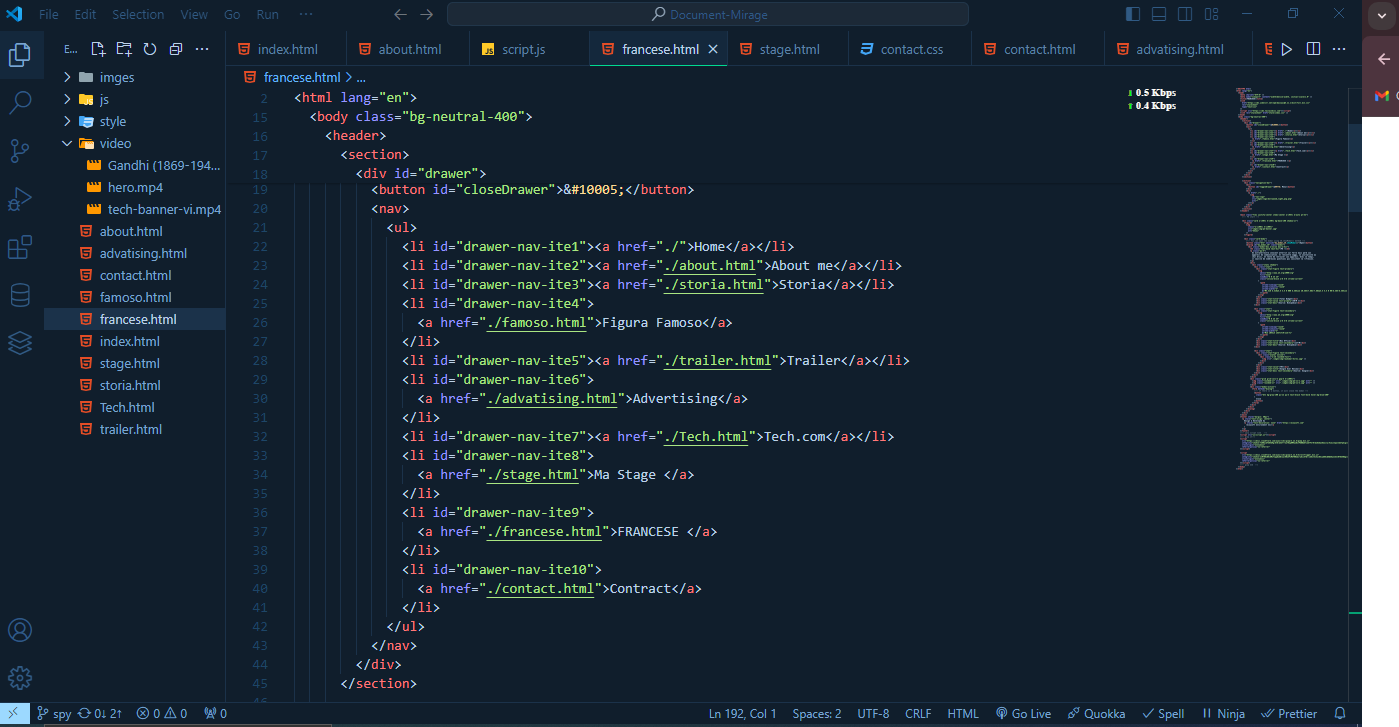 File Edit Selection View Go Run ··· Document-Mirage
E... ···
index.html about.html script.js francese.html stage.html contact.css contact.html advatising.html ···
imges
js
style
video
Gandhi (1869-194...
hero.mp4
tech-banner-vi.mp4
about.html
advatising.html
contact.html
famoso.html
francese.html
index.html
stage.html
storia.html
Tech.html
trailer.html
francese.html > ...
0.5 Kbps
0.4 Kbps
2 <html lang="en">
15 <body class="bg-neutral-400">
16 <header>
17 <section>
18 <div id="drawer">
19 <button id="closeDrawer">&#10005;</button>
20 <nav>
21 <ul>
22 <li id="drawer-nav-ite1"><a href="./">Home</a></li>
23 <li id="drawer-nav-ite2"><a href="./about.html">About me</a></li>
24 <li id="drawer-nav-ite3"><a href="./storia.html">Storia</a></li>
25 <li id="drawer-nav-ite4">
26 <a href="./famoso.html">Figura Famoso</a>
27 </li>
28 <li id="drawer-nav-ite5"><a href="./trailer.html">Trailer</a></li>
29 <li id="drawer-nav-ite6">
30 <a href="./advatising.html">Advertising</a>
31 </li>
32 <li id="drawer-nav-ite7"><a href="./Tech.html">Tech.com</a></li>
33 <li id="drawer-nav-ite8">
34 <a href="./stage.html">Ma Stage </a>
35 </li>
36 <li id="drawer-nav-ite9">
37 <a href="./francese.html">FRANCESE </a>
38 </li>
39 <li id="drawer-nav-ite10">
40 <a href="./contact.html">Contract</a>
41 </li>
42 </ul>
43 </nav>
44 </div>
45 </section>
spy 0↓ 2↑ 0 0 0 Ln 192, Col 1 Spaces: 2 UTF-8 CRLF HTML Go Live Quokka Spell Ninja Prettier